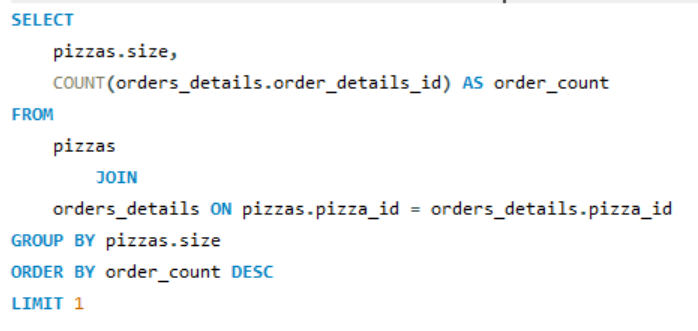 SELECT
pizzas.size,
COUNT(orders_details.order_details_id) AS order_count
FROM
pizzas
JOIN
orders_details ON pizzas.pizza_id = orders_details.pizza_id
GROUP BY pizzas.size
ORDER BY order_count DESC
LIMIT 1